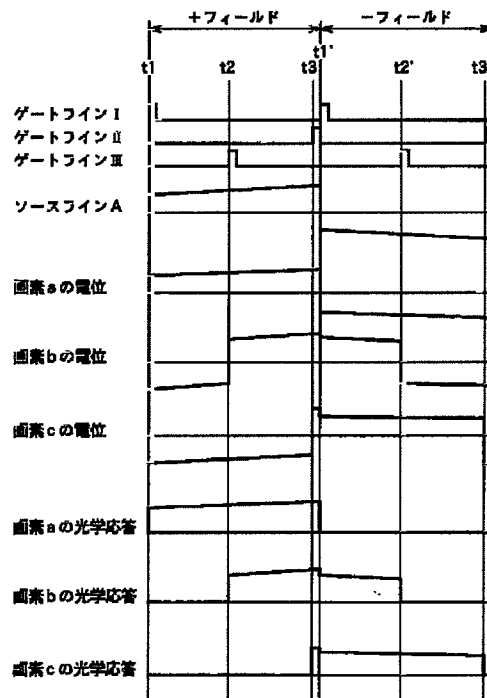 +フィールド −フィールド
t1'
t1 t2 t3 t2' t3
ゲートラインⅠ
ゲートラインⅡ
ゲートラインⅢ
ソースラインA
画素aの電位
画素bの電位
画素cの電位
画素aの光学応答
画素bの光学応答
画素cの光学応答